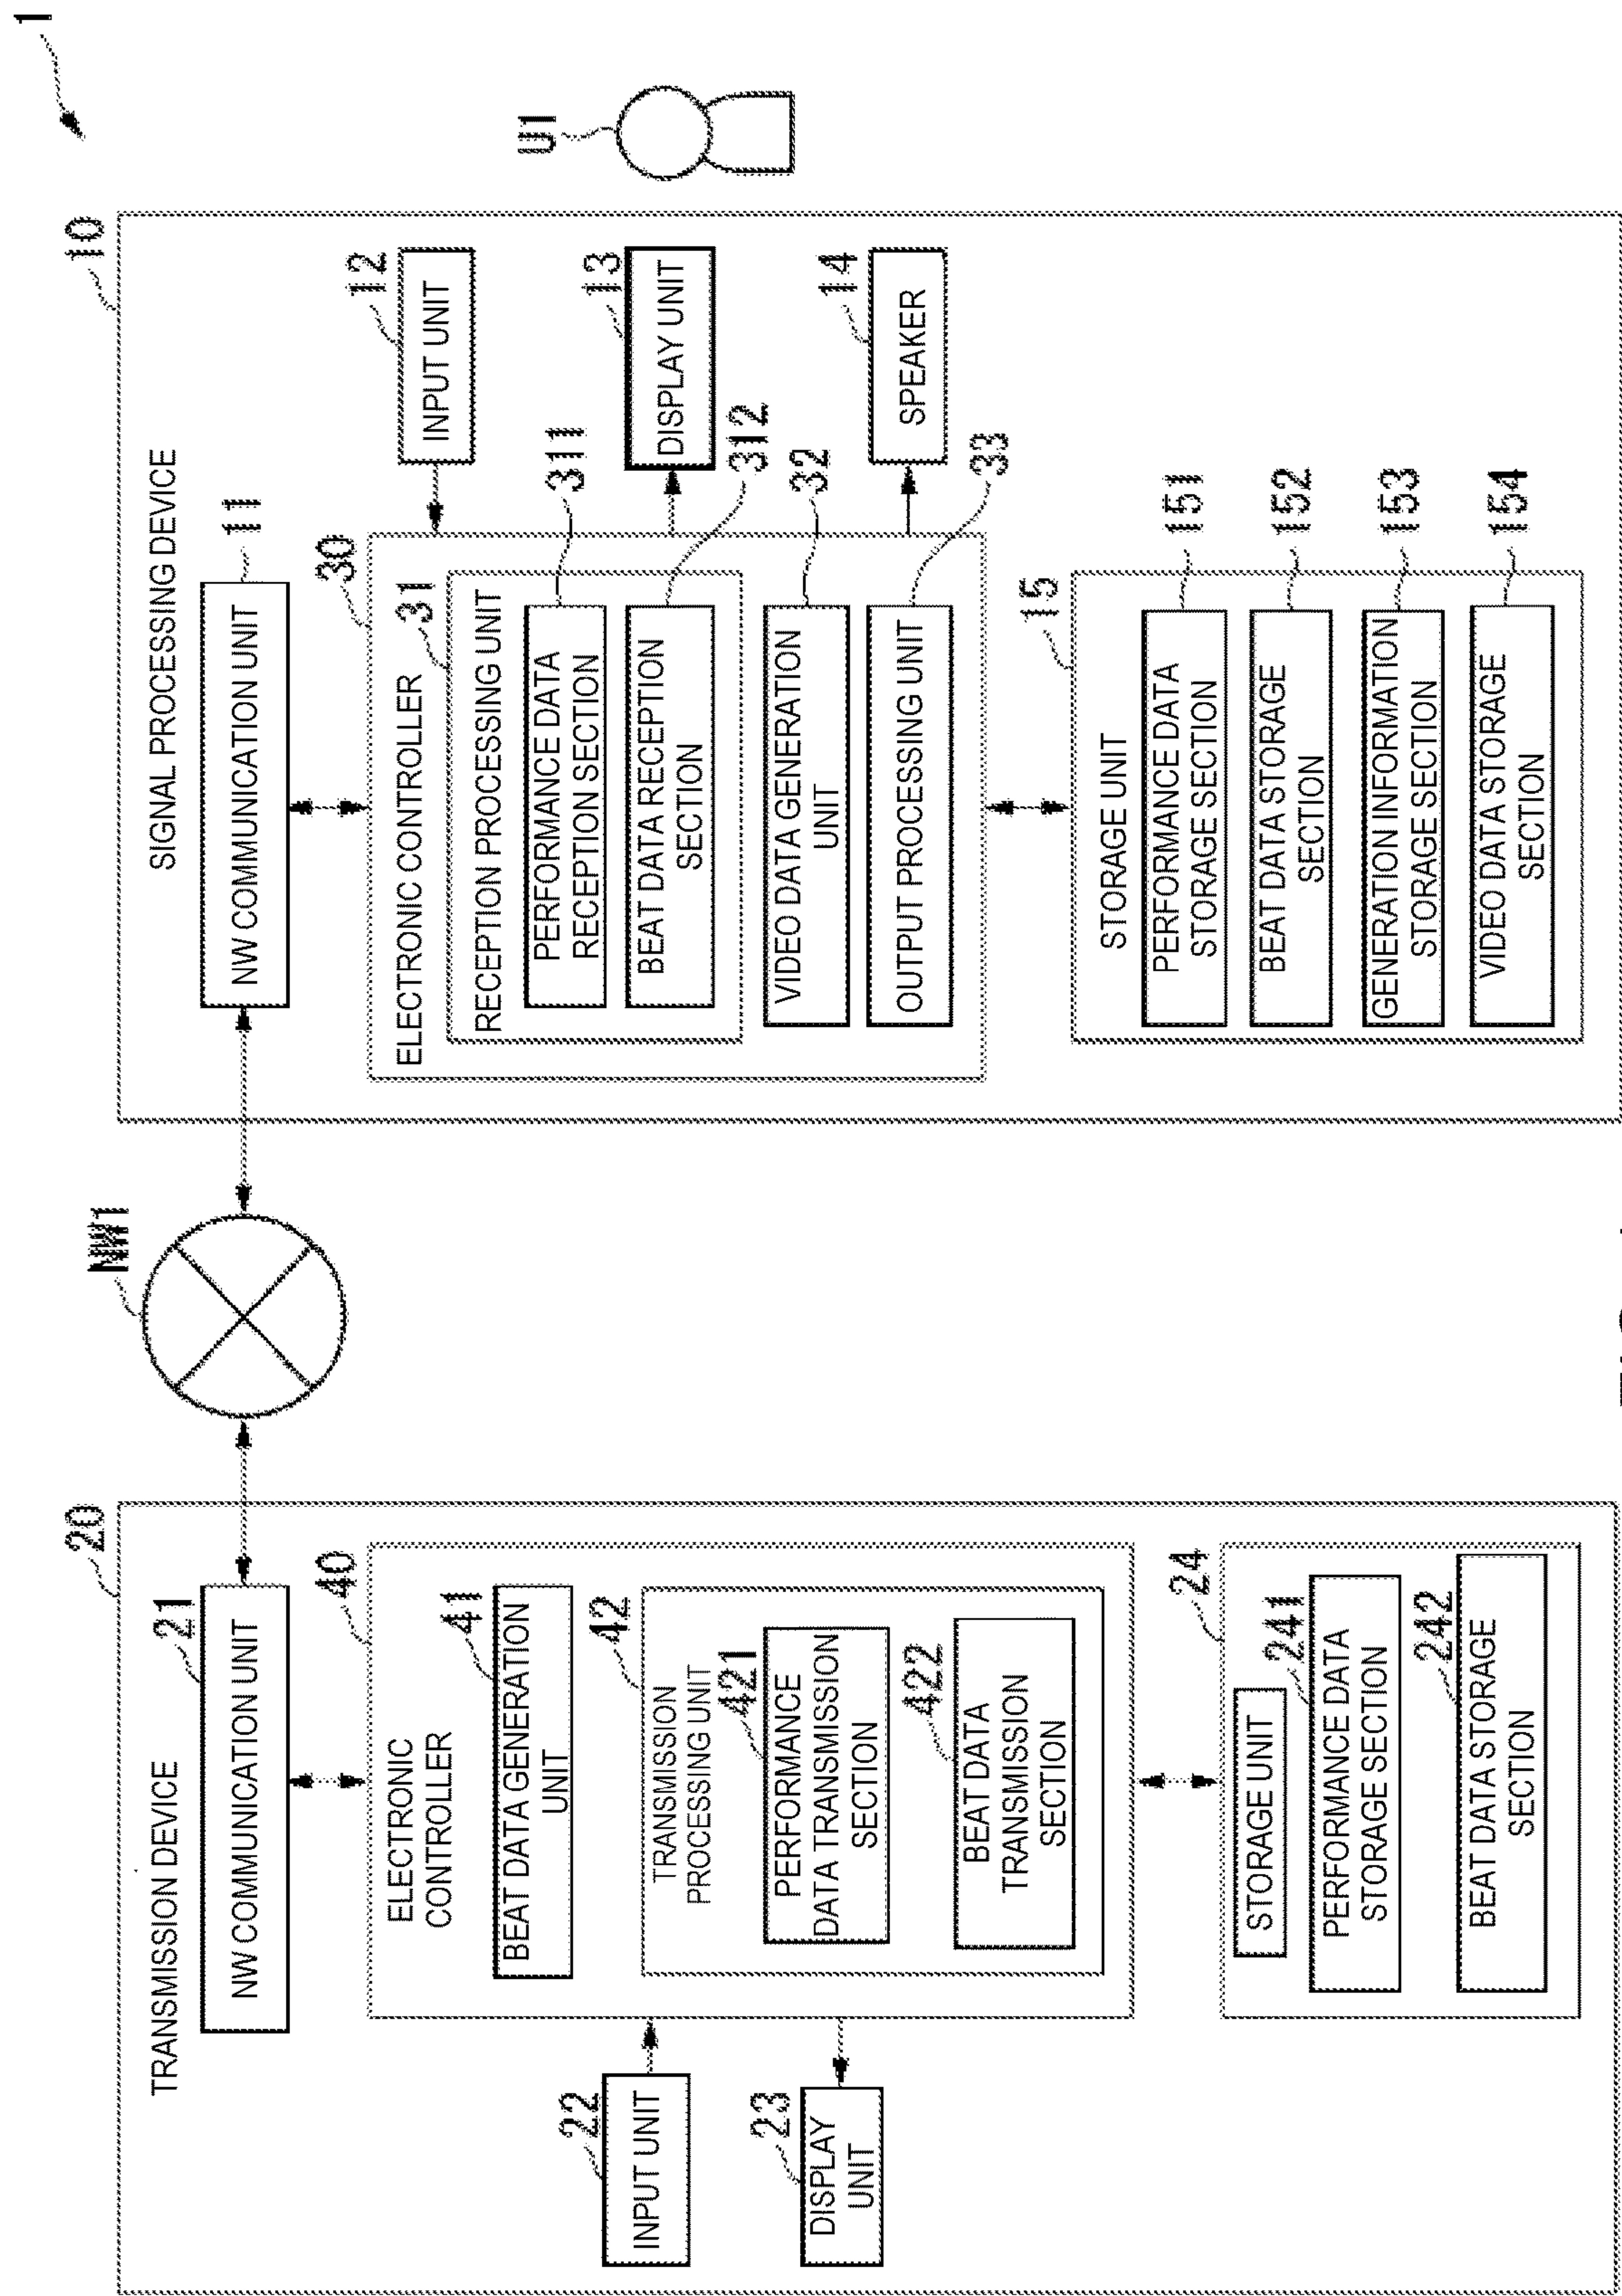 1
20
TRANSMISSION DEVICE
21
NW COMMUNICATION UNIT
40
ELECTRONIC
CONTROLLER
41
BEAT DATA GENERATION
UNIT
42
TRANSMISSION
PROCESSING UNIT
421
PERFORMANCE
DATA TRANSMISSION
SECTION
422
BEAT DATA
TRANSMISSION
SECTION
22
INPUT UNIT
23
DISPLAY
UNIT
24
STORAGE UNIT
241
PERFORMANCE DATA
STORAGE SECTION
242
BEAT DATA STORAGE
SECTION
NW1
10
SIGNAL PROCESSING DEVICE
11
NW COMMUNICATION UNIT
30
ELECTRONIC CONTROLLER
31
RECEPTION PROCESSING UNIT
PERFORMANCE DATA
RECEPTION SECTION
311
BEAT DATA RECEPTION
SECTION
312
VIDEO DATA GENERATION
UNIT
32
OUTPUT PROCESSING UNIT
33
12
INPUT UNIT
13
DISPLAY UNIT
14
SPEAKER
15
STORAGE UNIT
PERFORMANCE DATA
STORAGE SECTION
151
BEAT DATA STORAGE
SECTION
152
GENERATION INFORMATION
STORAGE SECTION
153
VIDEO DATA STORAGE
SECTION
154
U1